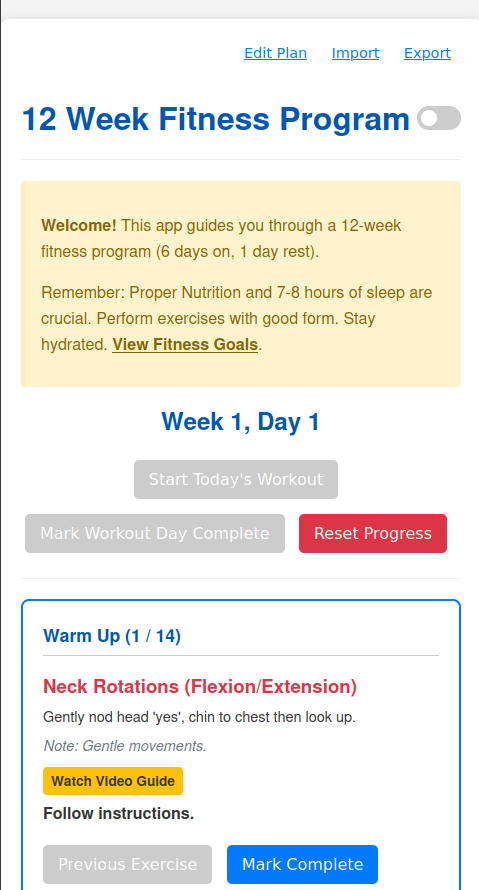 Edit Plan Import Export
12 Week Fitness Program
Welcome! This app guides you through a 12-week
fitness program (6 days on, 1 day rest).
Remember: Proper Nutrition and 7-8 hours of sleep are
crucial. Perform exercises with good form. Stay
hydrated. View Fitness Goals.
Week 1, Day 1
Start Today's Workout
Mark Workout Day Complete Reset Progress
Warm Up (1 / 14)
Neck Rotations (Flexion/Extension)
Gently nod head 'yes', chin to chest then look up.
Note: Gentle movements.
Watch Video Guide
Follow instructions.
Previous Exercise Mark Complete